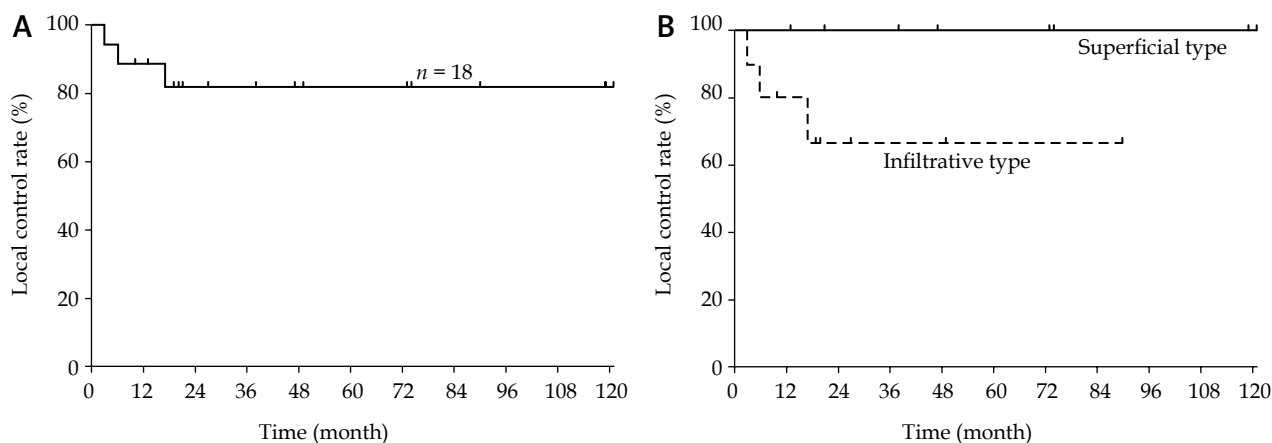 A
Local control rate (%)
100
80
60
40
20
0
n = 18
0 12 24 36 48 60 72 84 96 108 120
Time (month)
B
Local control rate (%)
100
80
60
40
20
0
Superficial type
Infiltrative type
0 12 24 36 48 60 72 84 96 108 120
Time (month)